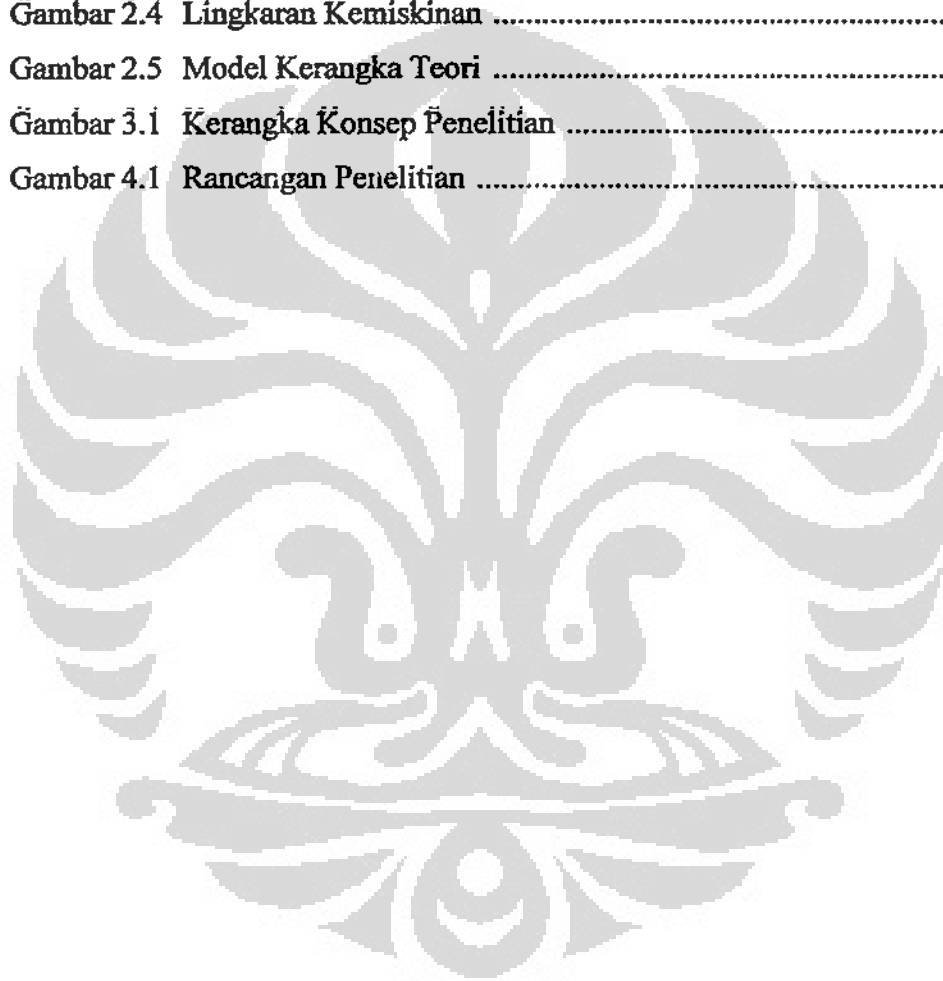 Gambar 2.4 Lingkaran Kemiskinan ........................................................................
Gambar 2.5 Model Kerangka Teori ........................................................................
Gambar 3.1 Kerangka Konsep Penelitian ............................................................
Gambar 4.1 Rancangan Penelitian ........................................................................